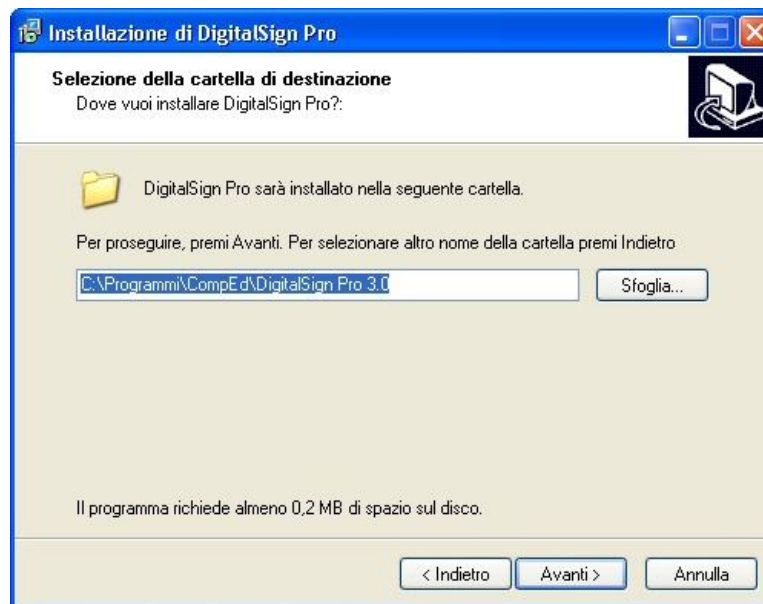 Installazione di DigitalSign Pro
Selezione della cartella di destinazione
Dove vuoi installare DigitalSign Pro?:
DigitalSign Pro sarà installato nella seguente cartella.
Per proseguire, premi Avanti. Per selezionare altro nome della cartella premi Indietro
C:\Programmi\CompEd\DigitalSign Pro 3.0
Sfoglia...
Il programma richiede almeno 0,2 MB di spazio sul disco.
< Indietro Avanti > Annulla